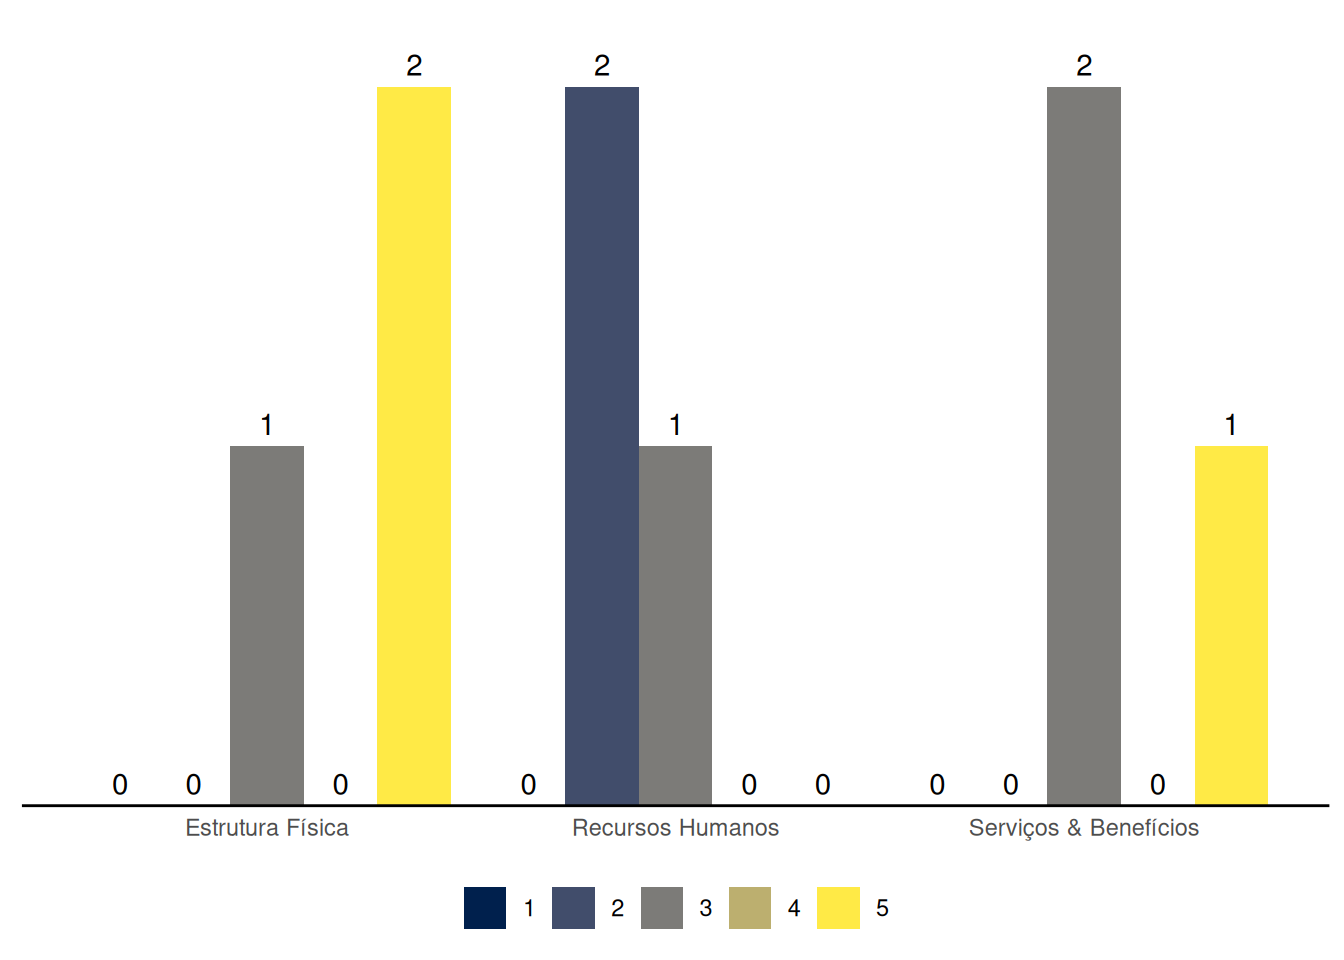 2 2 2
1 1 1
0 0 0 0 0 0 0 0 0
Estrutura Física Recursos Humanos Serviços & Benefícios
1 2 3 4 5